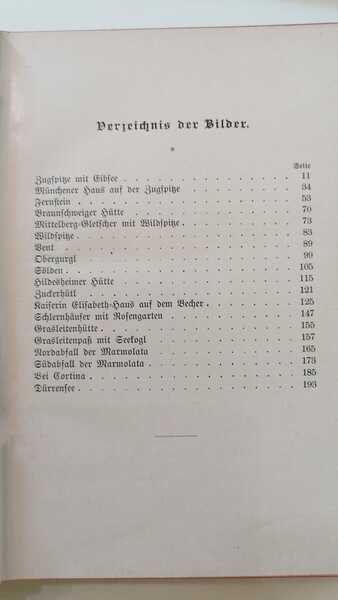 Verzeichnis der Bilder.
*
Seite
Zugspitze mit Eibsee . . . . . . . . . . . . 11
Münchener Haus auf der Zugspitze . . . . . . . . 34
Fernstein . . . . . . . . . . . . . . . 53
Braunschweiger Hütte . . . . . . . . . . . . 70
Mittelberg-Gletscher mit Wildspitze . . . . . . . . 73
Wildspitze . . . . . . . . . . . . . . . 83
Vent . . . . . . . . . . . . . . . . 89
Obergurgl . . . . . . . . . . . . . . . 99
Sölden . . . . . . . . . . . . . . . . 105
Hildesheimer Hütte . . . . . . . . . . . . . 115
Zuckerhütl . . . . . . . . . . . . . . . 121
Kaiserin Elisabeth-Haus auf dem Becher . . . . . . . 125
Schlernhäuser mit Rosengarten . . . . . . . . . 147
Grasleitenhütte . . . . . . . . . . . . . . 155
Grasleitenpaß mit Seekogl . . . . . . . . . . 157
Nordabfall der Marmolata . . . . . . . . . . 165
Südabfall der Marmolata . . . . . . . . . . . 173
Bei Cortina . . . . . . . . . . . . . . . 185
Dürrensee . . . . . . . . . . . . . . . 193